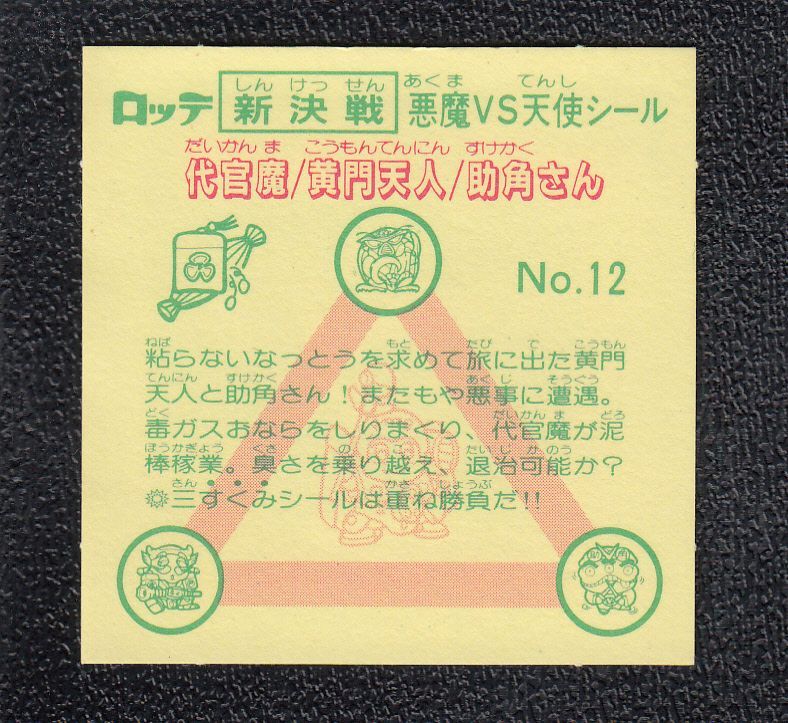 しんけっせん あくま てんし
ロッテ 新決戦 悪魔VS天使シール
だいかんま こうもんてんにん すけかく
代官魔/黄門天人/助角さん
No.12
ねば もと たび で こうもん
粘らないなっとうを求めて旅に出た黄門
てんにん すけかく あくじ そうぐう
天人と助角さん!またもや悪事に遭遇。
どく だいかんま どろ
毒ガスおならをしりまくり、代官魔が泥
ぼうかぎょう くさ の こ たいじ かのう
棒稼業。臭さを乗り越え、退治可能か?
さん かさ しょうぶ
三すくみシールは重ね勝負だ!!
助角